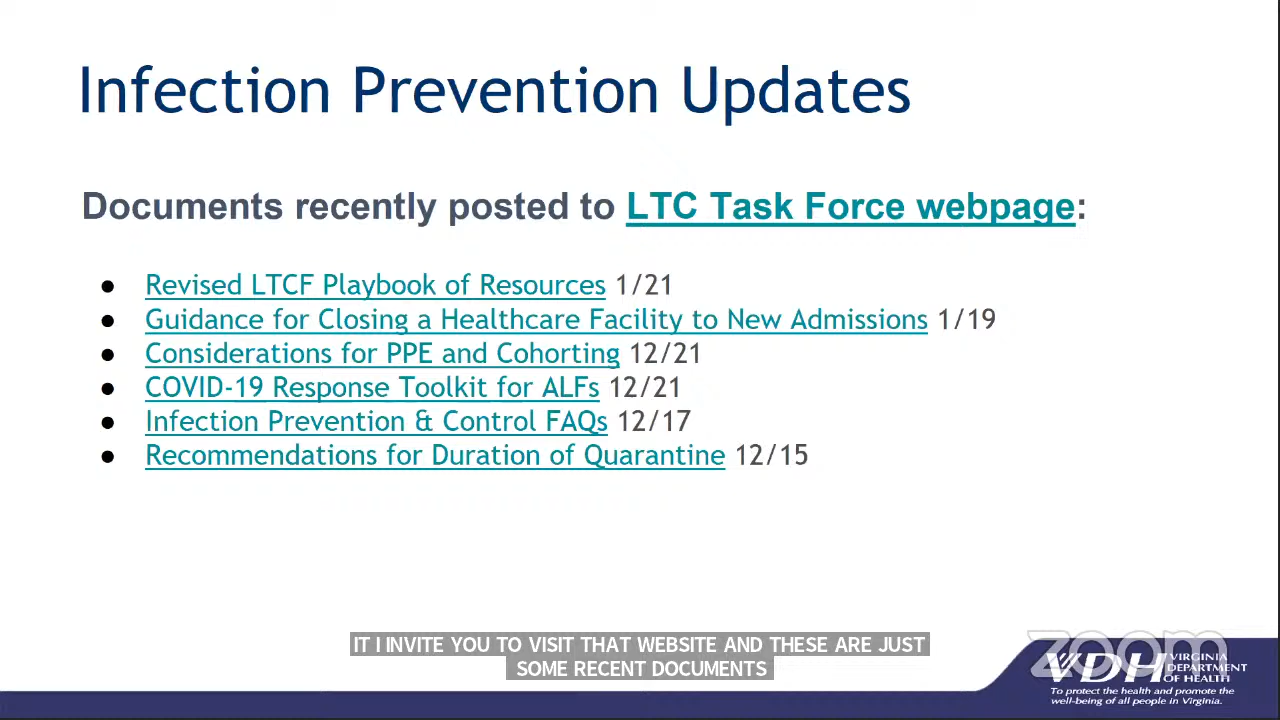 Infection Prevention Updates
Documents recently posted to LTC Task Force webpage:
● Revised LTCF Playbook of Resources 1/21
● Guidance for Closing a Healthcare Facility to New Admissions 1/19
● Considerations for PPE and Cohorting 12/21
● COVID-19 Response Toolkit for ALFs 12/21
● Infection Prevention & Control FAQs 12/17
● Recommendations for Duration of Quarantine 12/15
IT I INVITE YOU TO VISIT THAT WEBSITE AND THESE ARE JUST
SOME RECENT DOCUMENTS
zoom
VDH VIRGINIA
DEPARTMENT
OF HEALTH
To protect the health and promote the
well-being of all people in Virginia.